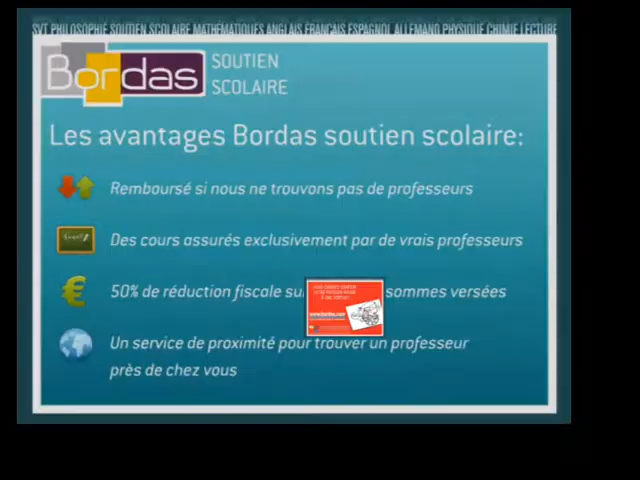 SVT PHILOSOPHIE SOUTIEN SCOLAIRE MATHÉMATIQUES ANGLAIS FRANÇAIS ESPAGNOL ALLEMAND PHYSIQUE CHIMIE LECTURE
Bordas
SOUTIEN
SCOLAIRE
Les avantages Bordas soutien scolaire:
Remboursé si nous ne trouvons pas de professeurs
Des cours assurés exclusivement par de vrais professeurs
50% de réduction fiscale sur sommes versées
Un service de proximité pour trouver un professeur
près de chez vous